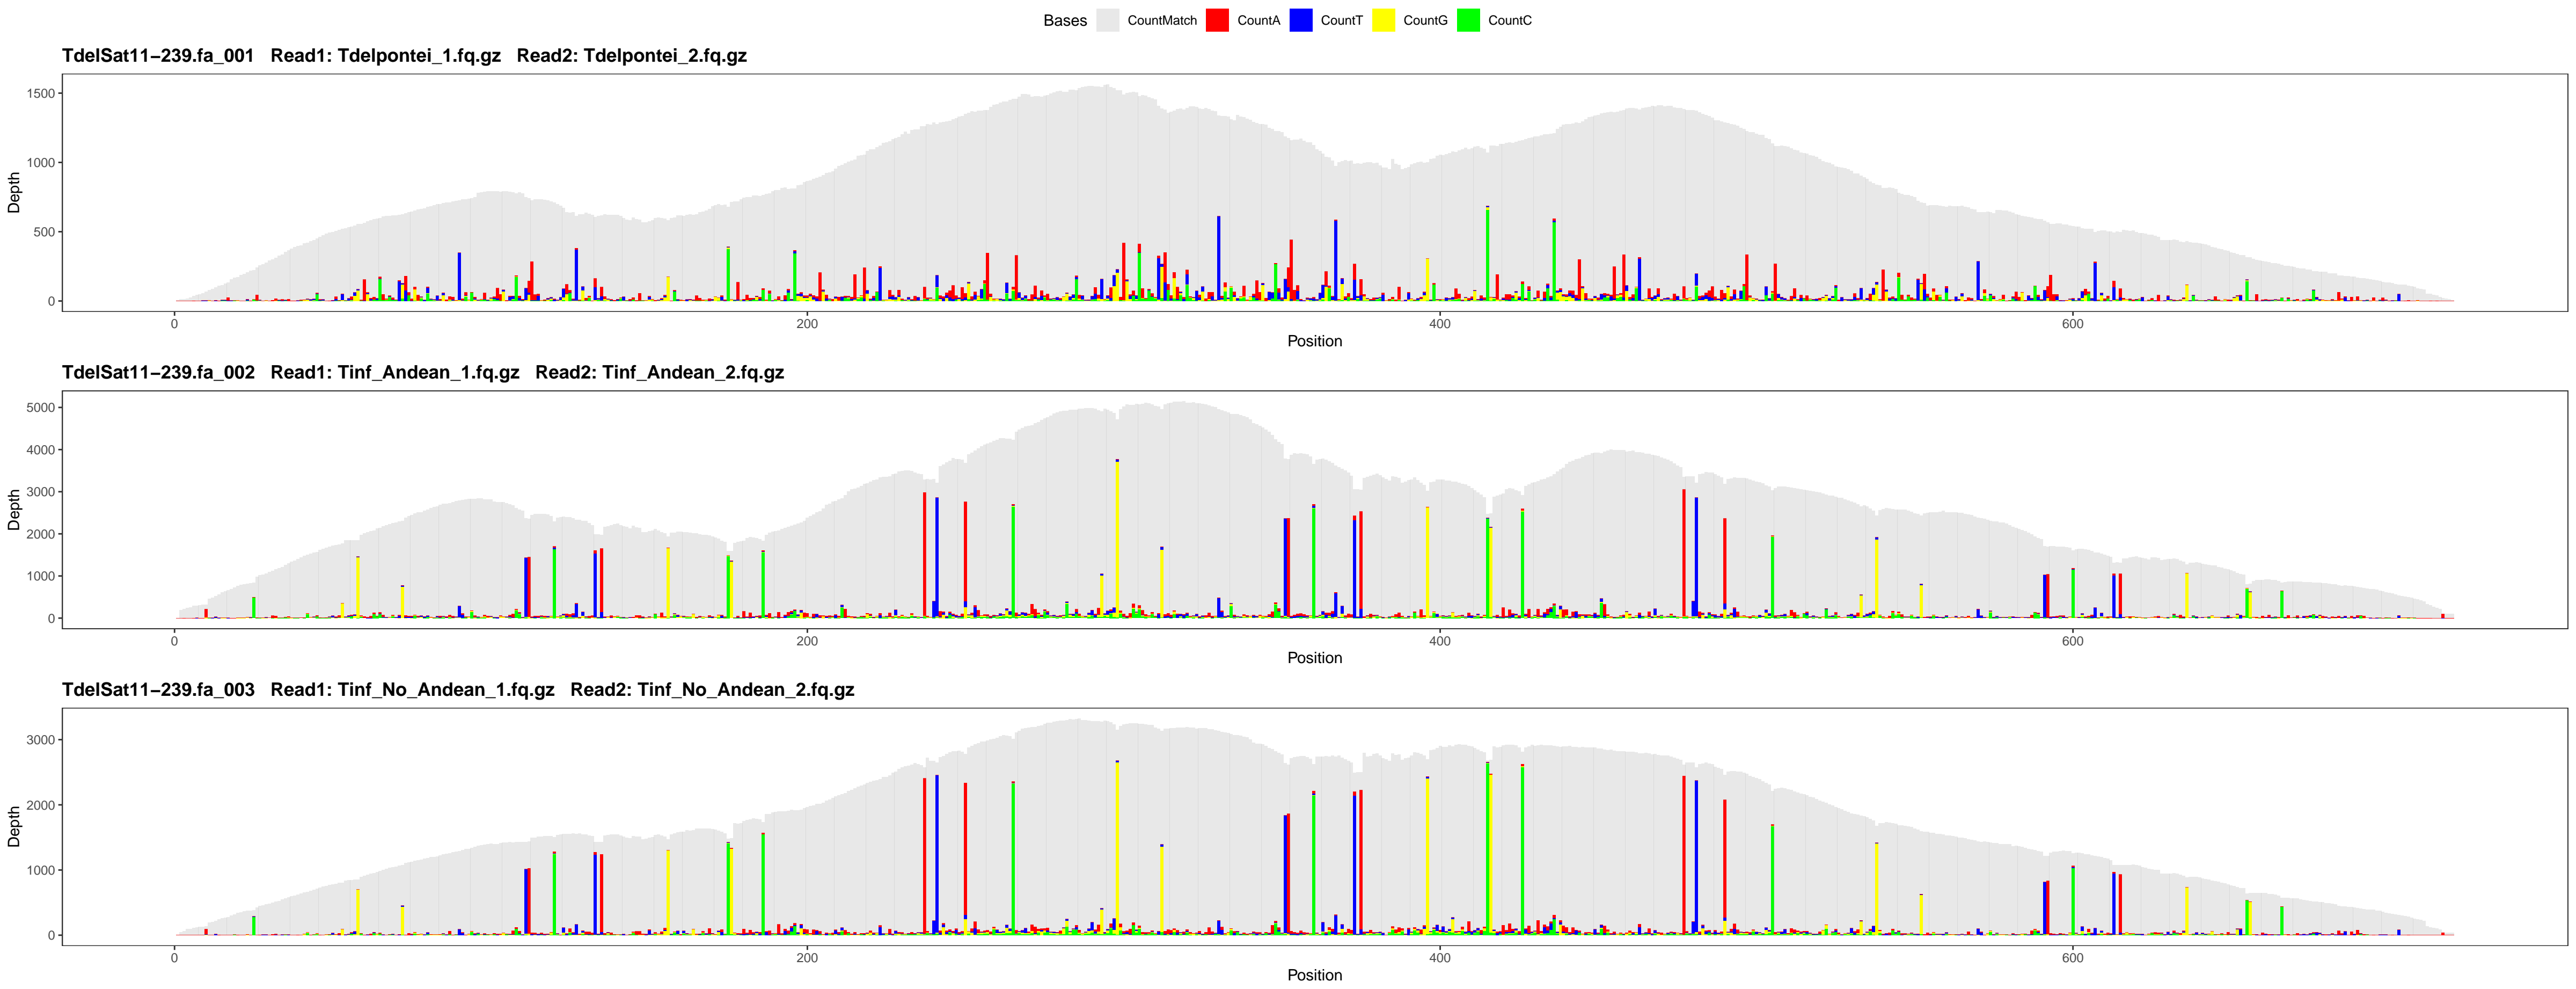 Bases CountMatch CountA CountT CountG CountC
TdelSat11−239.fa_001 Read1: Tdelpontei_1.fq.gz Read2: Tdelpontei_2.fq.gz
1500
1000
500
0
Depth
0 200 400 600
Position
TdelSat11−239.fa_002 Read1: Tinf_Andean_1.fq.gz Read2: Tinf_Andean_2.fq.gz
5000
4000
3000
2000
1000
0
Depth
0 200 400 600
Position
TdelSat11−239.fa_003 Read1: Tinf_No_Andean_1.fq.gz Read2: Tinf_No_Andean_2.fq.gz
3000
2000
1000
0
Depth
0 200 400 600
Position